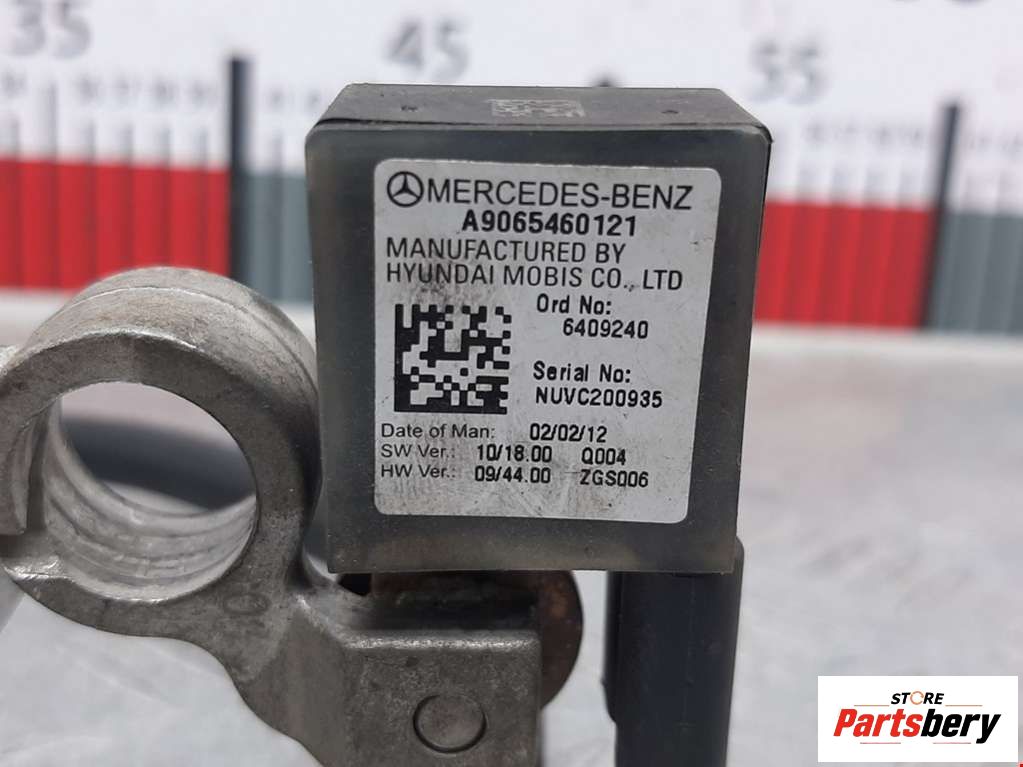 35
45
55
MERCEDES-BENZ
A9065460121
MANUFACTURED BY
HYUNDAI MOBIS CO., LTD
Ord No:
6409240
Serial No:
NUVC200935
Date of Man: 02/02/12
SW Ver.: 10/18.00 Q004
HW Ver.: 09/44.00 ZGS006
STORE
Partsbery